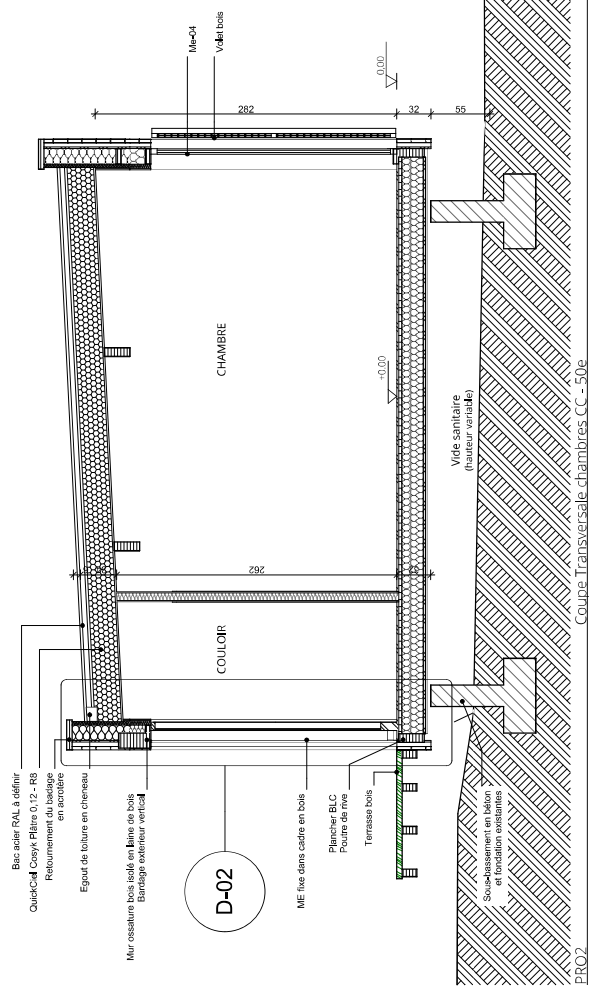 Bac acier RAL à définir
QuickCiel Cosyk Plâtre 0,12 - R8
Retournement du badage
en acrotère
Egout de toiture en cheneau
Mur ossature bois isolé en laine de bois
Bardage exterieur vertical
D-02
ME fixe dans cadre en bois
Plancher BLC
Poutre de rive
Terrasse bois
Sous-bassement en béton
et fondation existantes
COULOIR
CHAMBRE
262
+0.00
Vide sanitaire
(hauteur variable)
Me-04
Volet bois
282
32
55
0,00
PRO2
Coupe Transversale chambres CC - 50e